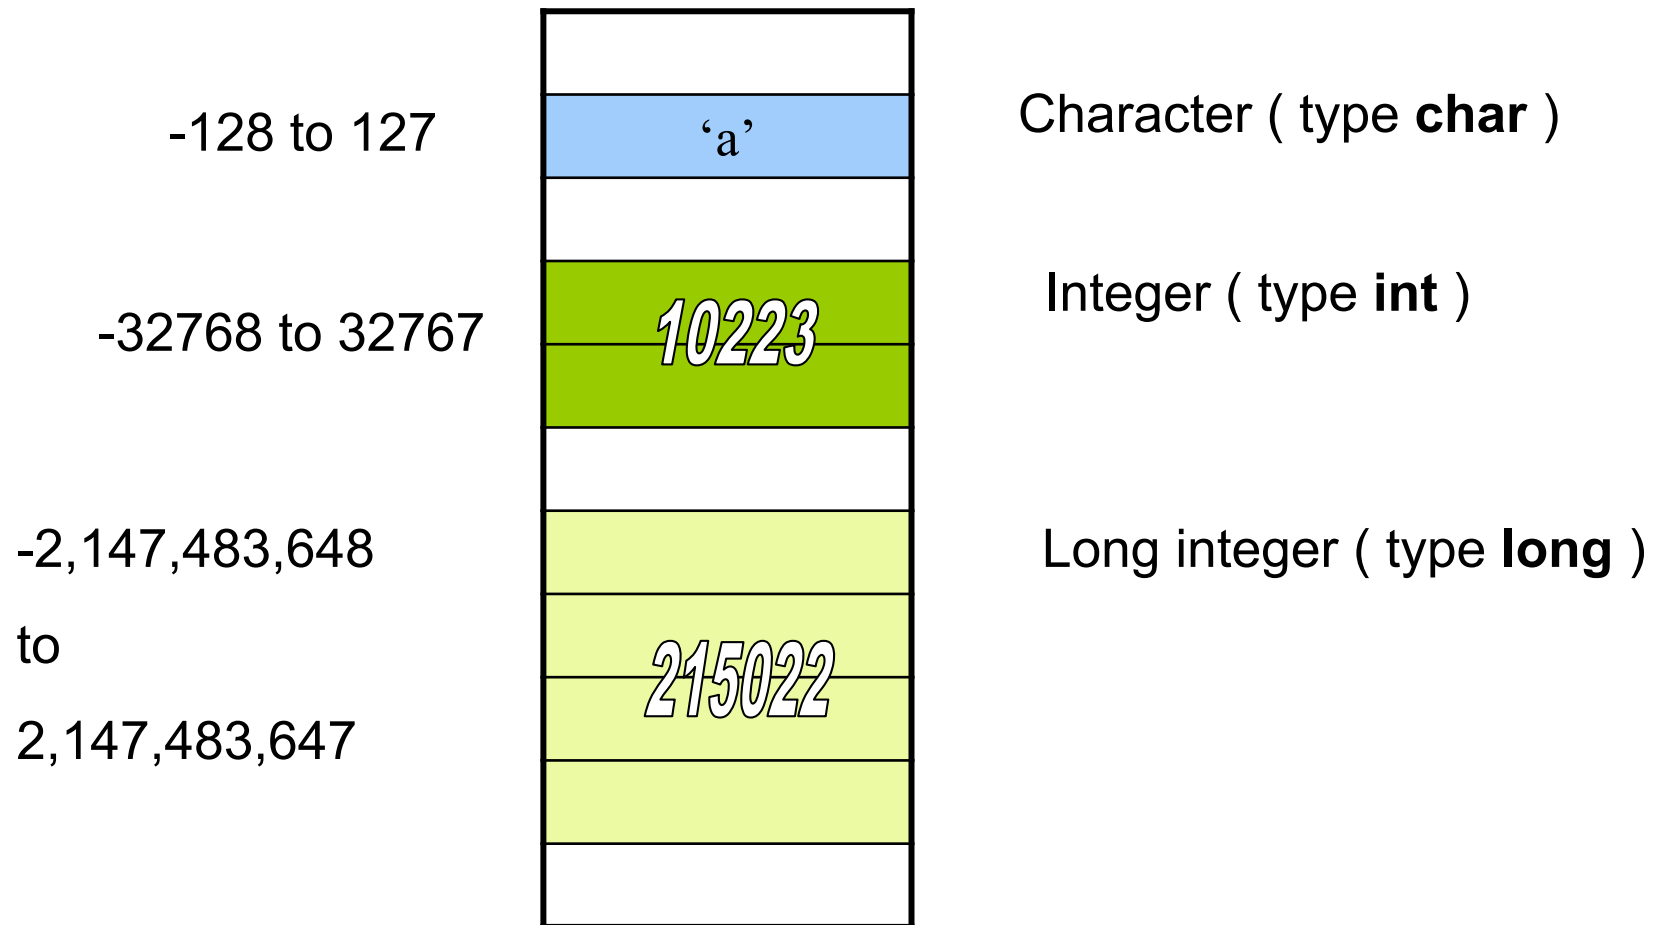 -128 to 127
‘a’
Character ( type char )
-32768 to 32767
10223
Integer ( type int )
-2,147,483,648
to
2,147,483,647
215022
Long integer ( type long )